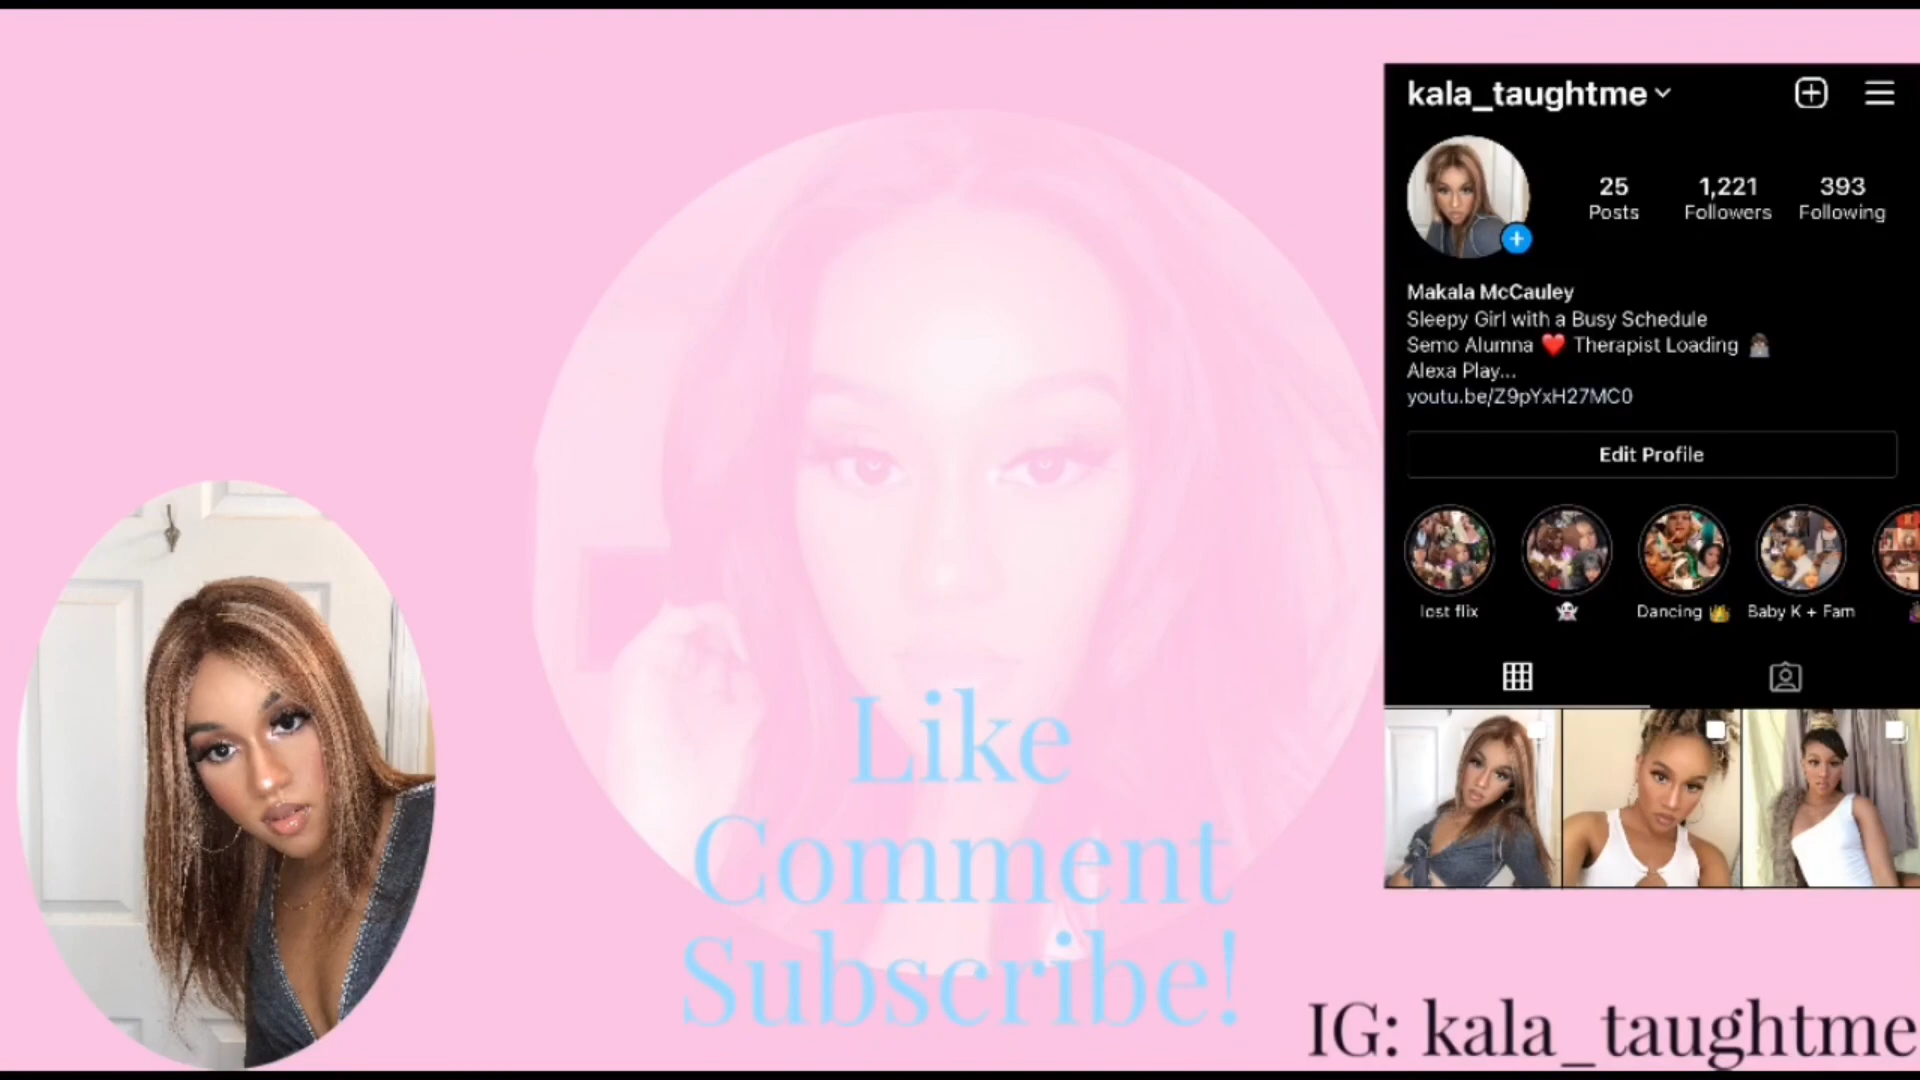 kala_taughtme
25
Posts
1,221
Followers
393
Following
Makala McCauley
Sleepy Girl with a Busy Schedule
Semo Alumna ❤️ Therapist Loading 👩🏾‍💻
Alexa Play...
youtu.be/Z9pYxH27MC0
Edit Profile
lost flix
👻
Dancing 👑
Baby K + Fam
Like
Comment
Subscribe!
IG: kala_taughtme